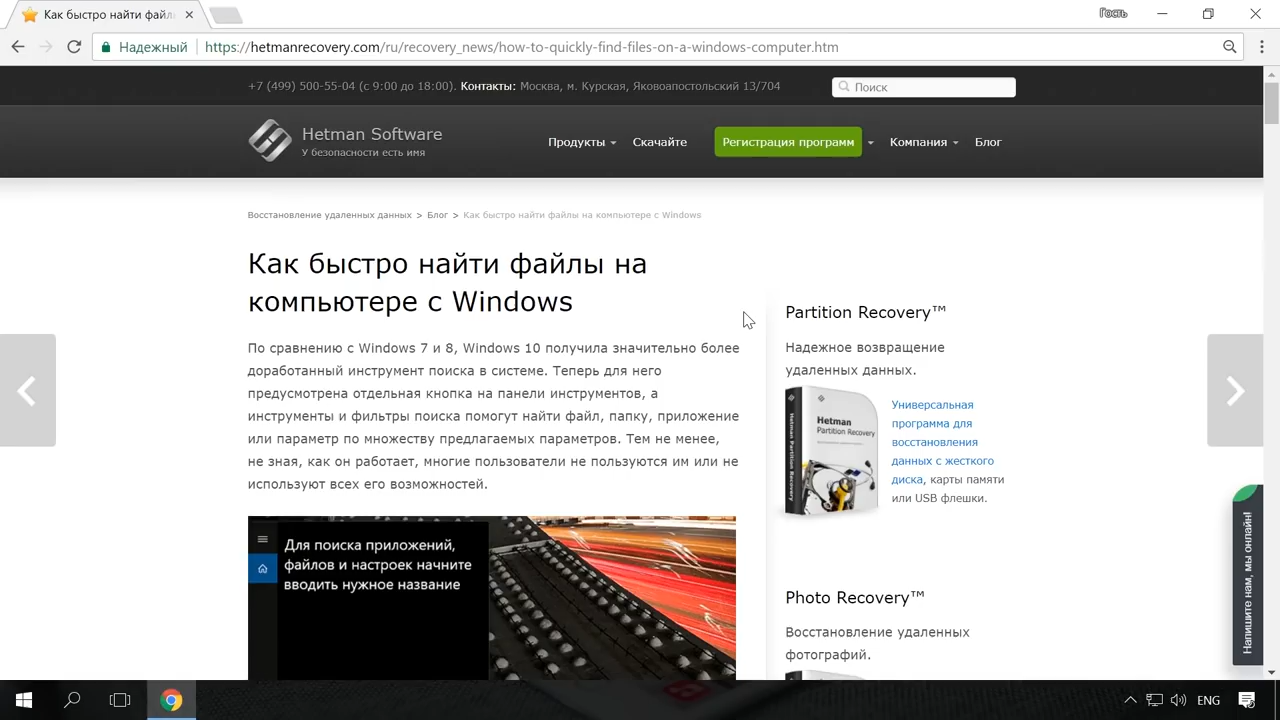 Как быстро найти файл
Гость
Надежный
https://hetmanrecovery.com/ru/recovery_news/how-to-quickly-find-files-on-a-windows-computer.htm
+7 (499) 500-55-04 (с 9:00 до 18:00). Контакты: Москва, м. Курская, Яковоапостольский 13/704
Поиск
Hetman Software
У безопасности есть имя
Продукты
Скачайте
Регистрация программ
Компания
Блог
Восстановление удаленных данных > Блог > Как быстро найти файлы на компьютере с Windows
Как быстро найти файлы на
компьютере с Windows
По сравнению с Windows 7 и 8, Windows 10 получила значительно более
доработанный инструмент поиска в системе. Теперь для него
предусмотрена отдельная кнопка на панели инструментов, а
инструменты и фильтры поиска помогут найти файл, папку, приложение
или параметр по множеству предлагаемых параметров. Тем не менее,
не зная, как он работает, многие пользователи не пользуются им или не
используют всех его возможностей.
Для поиска приложений,
файлов и настроек начните
вводить нужное название
Partition Recovery™
Надежное возвращение
удаленных данных.
Hetman
Partition Recovery
Hetman Partition Recovery
Универсальная
программа для
восстановления
данных с жесткого
диска, карты памяти
или USB флешки.
Photo Recovery™
Восстановление удаленных
фотографий.
Напишите нам, мы онлайн!
ENG